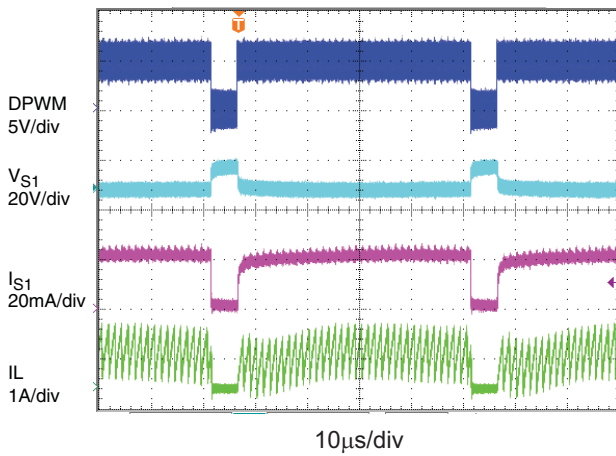 T
DPWM
5V/div
VS1
20V/div
IS1
20mA/div
IL
1A/div
10μs/div